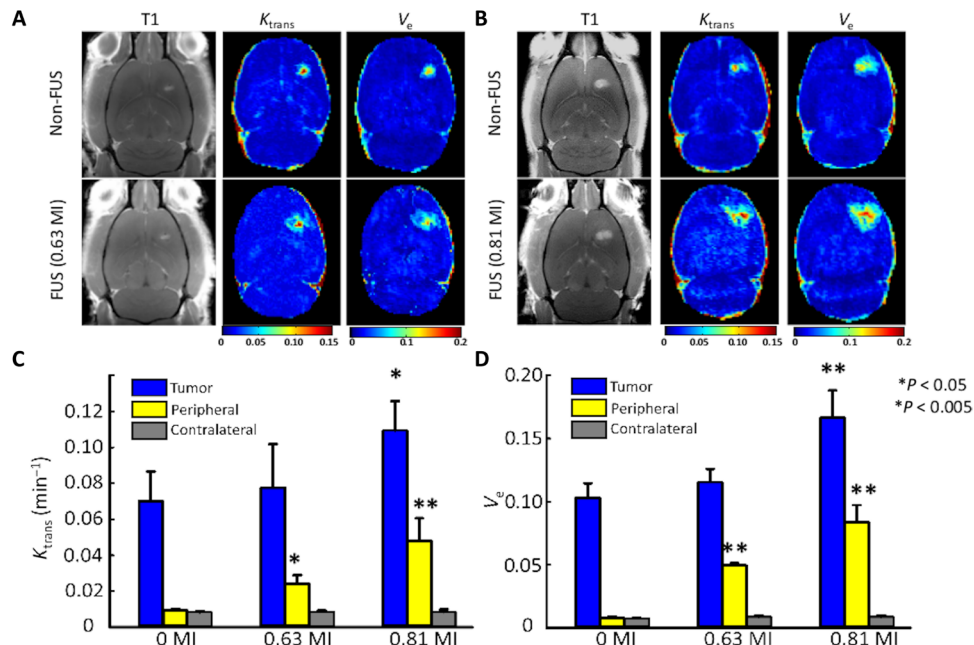 A
T1
Ktrans
Ve
Non-FUS
FUS (0.63 MI)
0 0.05 0.10 0.15
0 0.1 0.2
B
T1
Ktrans
Ve
Non-FUS
FUS (0.81 MI)
0 0.05 0.10 0.15
0 0.1 0.2
C
Ktrans (min−1)
0.12
0.10
0.08
0.06
0.04
0.02
0
Tumor
Peripheral
Contralateral
*
*
**
0 MI 0.63 MI 0.81 MI
D
Ve
0.20
0.15
0.10
0.05
0
Tumor
Peripheral
Contralateral
**
**
**
*P < 0.05
*P < 0.005
0 MI 0.63 MI 0.81 MI